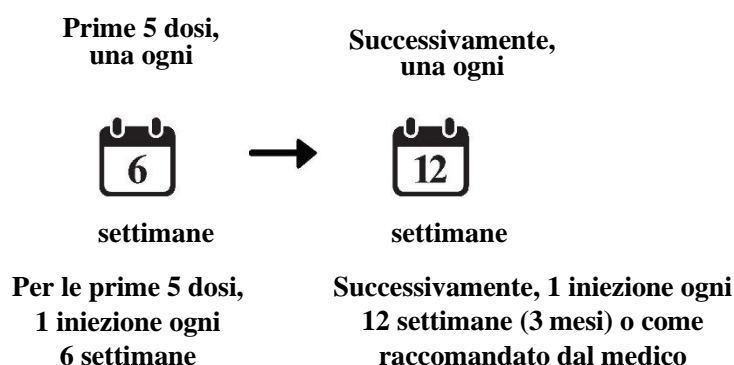 Prime 5 dosi,
una ogni
6
settimane
Per le prime 5 dosi,
1 iniezione ogni
6 settimane
Successivamente,
una ogni
12
settimane
Successivamente, 1 iniezione ogni
12 settimane (3 mesi) o come
raccomandato dal medico